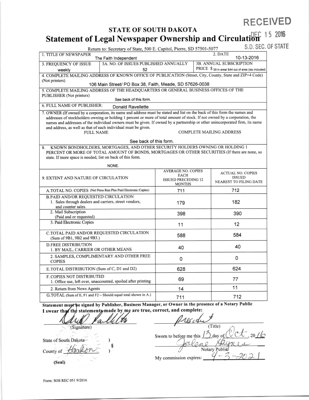 RECEIVED
DEC 15 2016
S.D. SEC. OF STATE
STATE OF SOUTH DAKOTA
Statement of Legal Newspaper Ownership and Circulation
Return to: Secretary of State, 500 E. Capitol, Pierre, SD 57501-5077
1. TITLE OF NEWSPAPER
The Faith Independent
2. DATE
10-13-2016
3. FREQUENCY OF ISSUE
weekly
3A. NO. OF ISSUES PUBLISHED ANNUALLY
52
3B. ANNUAL SUBSCRIPTION
PRICE $
4. COMPLETE MAILING ADDRESS OF KNOWN OFFICE OF PUBLICATION (Street, City, County, State and ZIP+4 Code)
(Not Printers)
106 Main Street/ PO Box 38, Faith, Meade, SD 57626-0038
5. COMPLETE MAILING ADDRESS OF THE HEADQUARTERS OR GENERAL BUSINESS OFFICES OF THE
PUBLISHER (Not printer)
See back of this form
6. FULL NAME OF PUBLISHER:
Donald Ravellette
7. OWNER (If owned by a corporation, its name and address must be stated and list on the back of this form the names and
addresses of stockholders owning or holding 1 percent or more of total amount of stock. If not owned by a corporation, the
names and addresses of the individual owners must be given. If owned by a partnership or other unincorporated firm, its name
and address, as well as that of each individual must be given.
FULL NAME
COMPLETE MAILING ADDRESS
See back of this form.
8. KNOWN BONDHOLDERS, MORTGAGES, AND OTHER SECURITY HOLDERS OWNING OR HOLDING 1
PERCENT OR MORE OF TOTAL AMOUNT OF BONDS, MORTGAGES OR OTHER SECURITIES (If there are none, so
state. If more space is needed, list on back of this form.
NONE.
9. EXTENT AND NATURE OF CIRCULATION
AVERAGE NO. COPIES
EACH
ISSUES PRECEDING 12
MONTHS
ACTUAL NO. COPIES
ISSUED
NEAREST TO FILING DATE
A. TOTAL NO. COPIES (Net Press Run Plus Paid Electronic Copies)
711
712
B. PAID AND/OR REQUESTED CIRCULATION
1. Sales through dealers and carriers, street vendors,
and counter sales.
179
182
2. Mail Subscription
(Paid and or requested)
398
390
3. Paid Electronic Copies
11
12
C. TOTAL PAID AND/OR REQUESTED CIRCULATION
(Sum of 9B1, 9B2 and 9B3.)
588
584
D. FREE DISTRIBUTION
1. BY MAIL, CARRIER OR OTHER MEANS
40
40
2. SAMPLES, COMPLIMENTARY AND OTHER FREE
COPIES
0
0
E. TOTAL DISTRIBUTION (Sum of C, D1 and D2)
628
624
F. COPIES NOT DISTRIBUTED
1. Office use, left over, unaccounted, spoiled after printing
69
77
2. Return from News Agents
14
11
G. TOTAL (Sum of E, F1 and F2 – Should equal total shown in A.)
711
712
Statement must be signed by Publisher, Business Manager, or Owner in the presence of a Notary Public
I swear that the statements made by me are true, correct, and complete:
President
(Signature)
(Title)
State of South Dakota )
§
County of Haakon )
Sworn to before me this 13 day of Oct. 2016
Notary Public
My commission expires: 9-3-2021
(Seal)
Form: SOS REC 051 9/2016